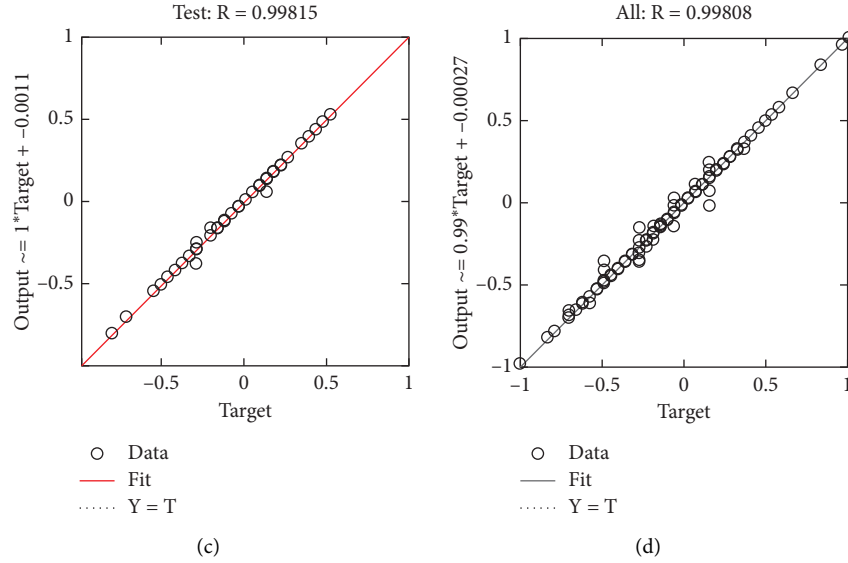 Test: R = 0.99815
Output ~= 1*Target + −0.0011
1
0.5
0
−0.5
−0.5
0
0.5
1
Target
Data
Fit
Y = T
(c)
All: R = 0.99808
Output ~= 0.99*Target + −0.00027
1
0.5
0
−0.5
−1
−1
−0.5
0
0.5
1
Target
Data
Fit
Y = T
(d)